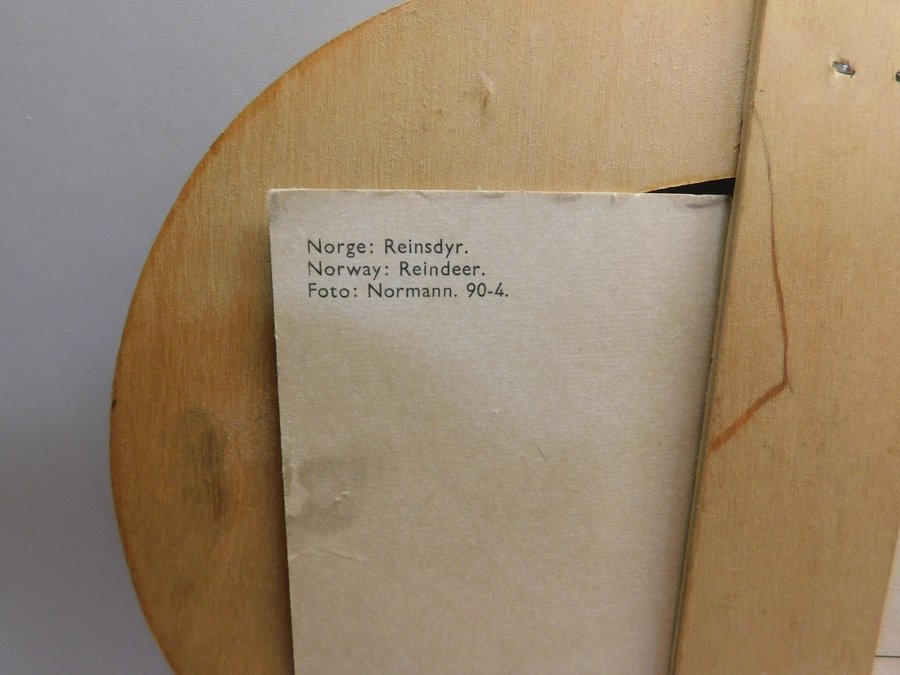 Norge: Reinsdyr.
Norway: Reindeer.
Foto: Normann. 90-4.